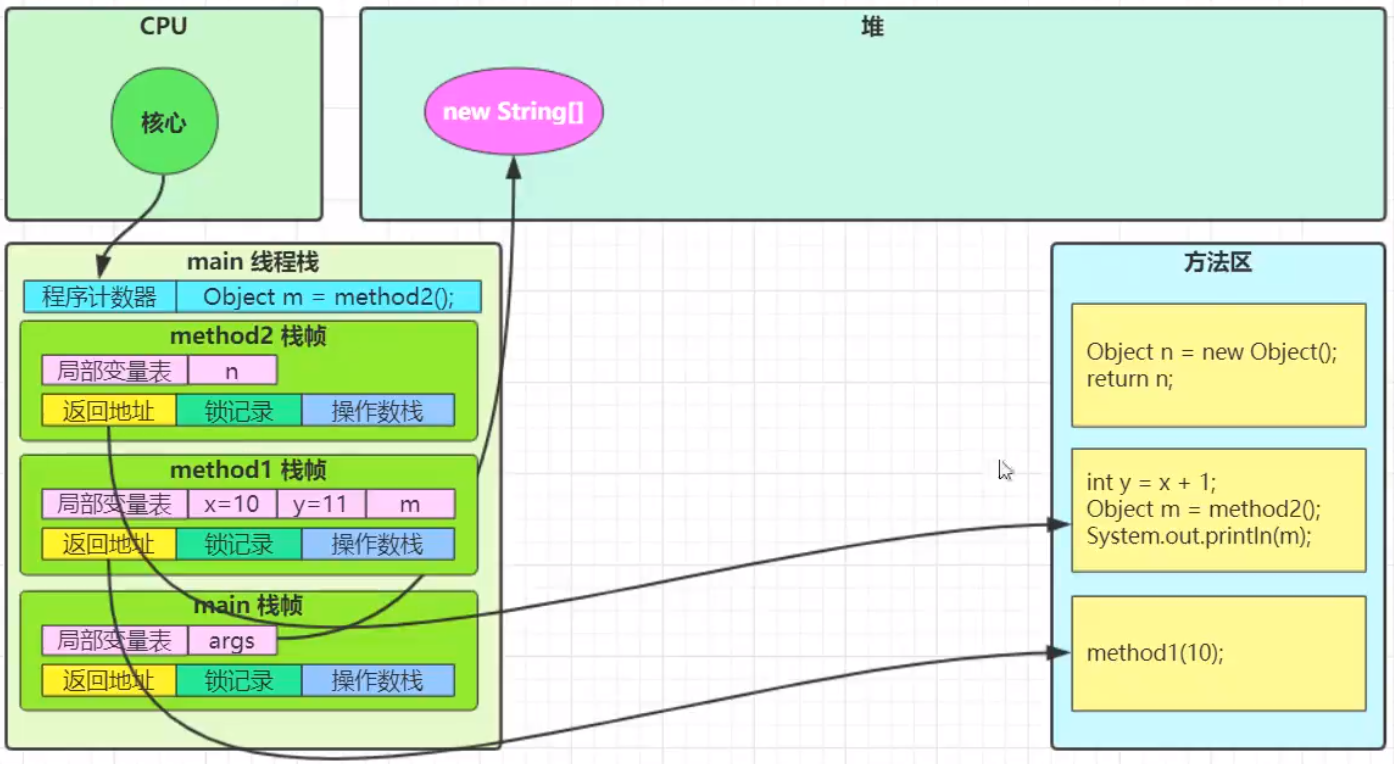 CPU
核心
堆
new String[]
main 线程栈
程序计数器 Object m = method2();
method2 栈帧
局部变量表 n
返回地址 锁记录 操作数栈
method1 栈帧
局部变量表 x=10 y=11 m
返回地址 锁记录 操作数栈
main 栈帧
局部变量表 args
返回地址 锁记录 操作数栈
方法区
Object n = new Object();
return n;
int y = x + 1;
Object m = method2();
System.out.println(m);
method1(10);